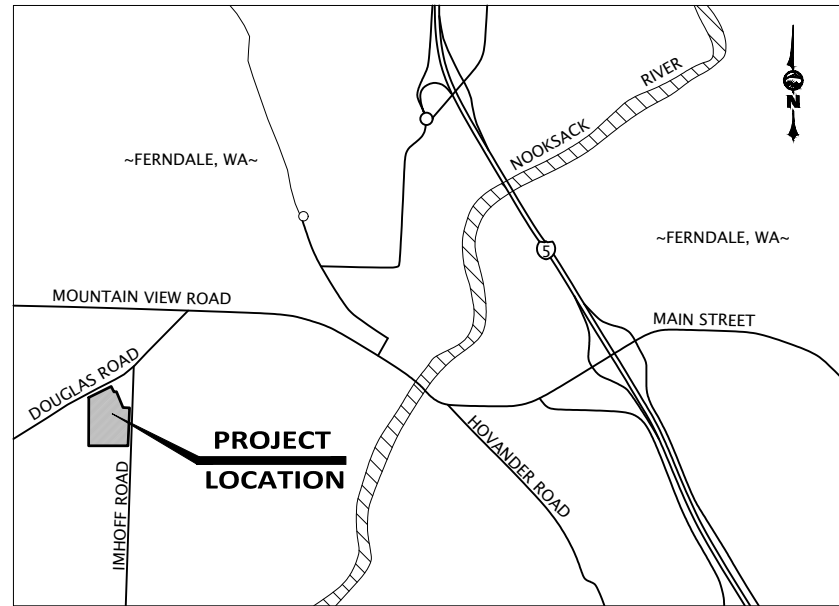 RIVER
NOOKSACK
N
~FERNDALE, WA~
5
~FERNDALE, WA~
MOUNTAIN VIEW ROAD
MAIN STREET
DOUGLAS ROAD
PROJECT
LOCATION
HOVANDER ROAD
IMHOFF ROAD